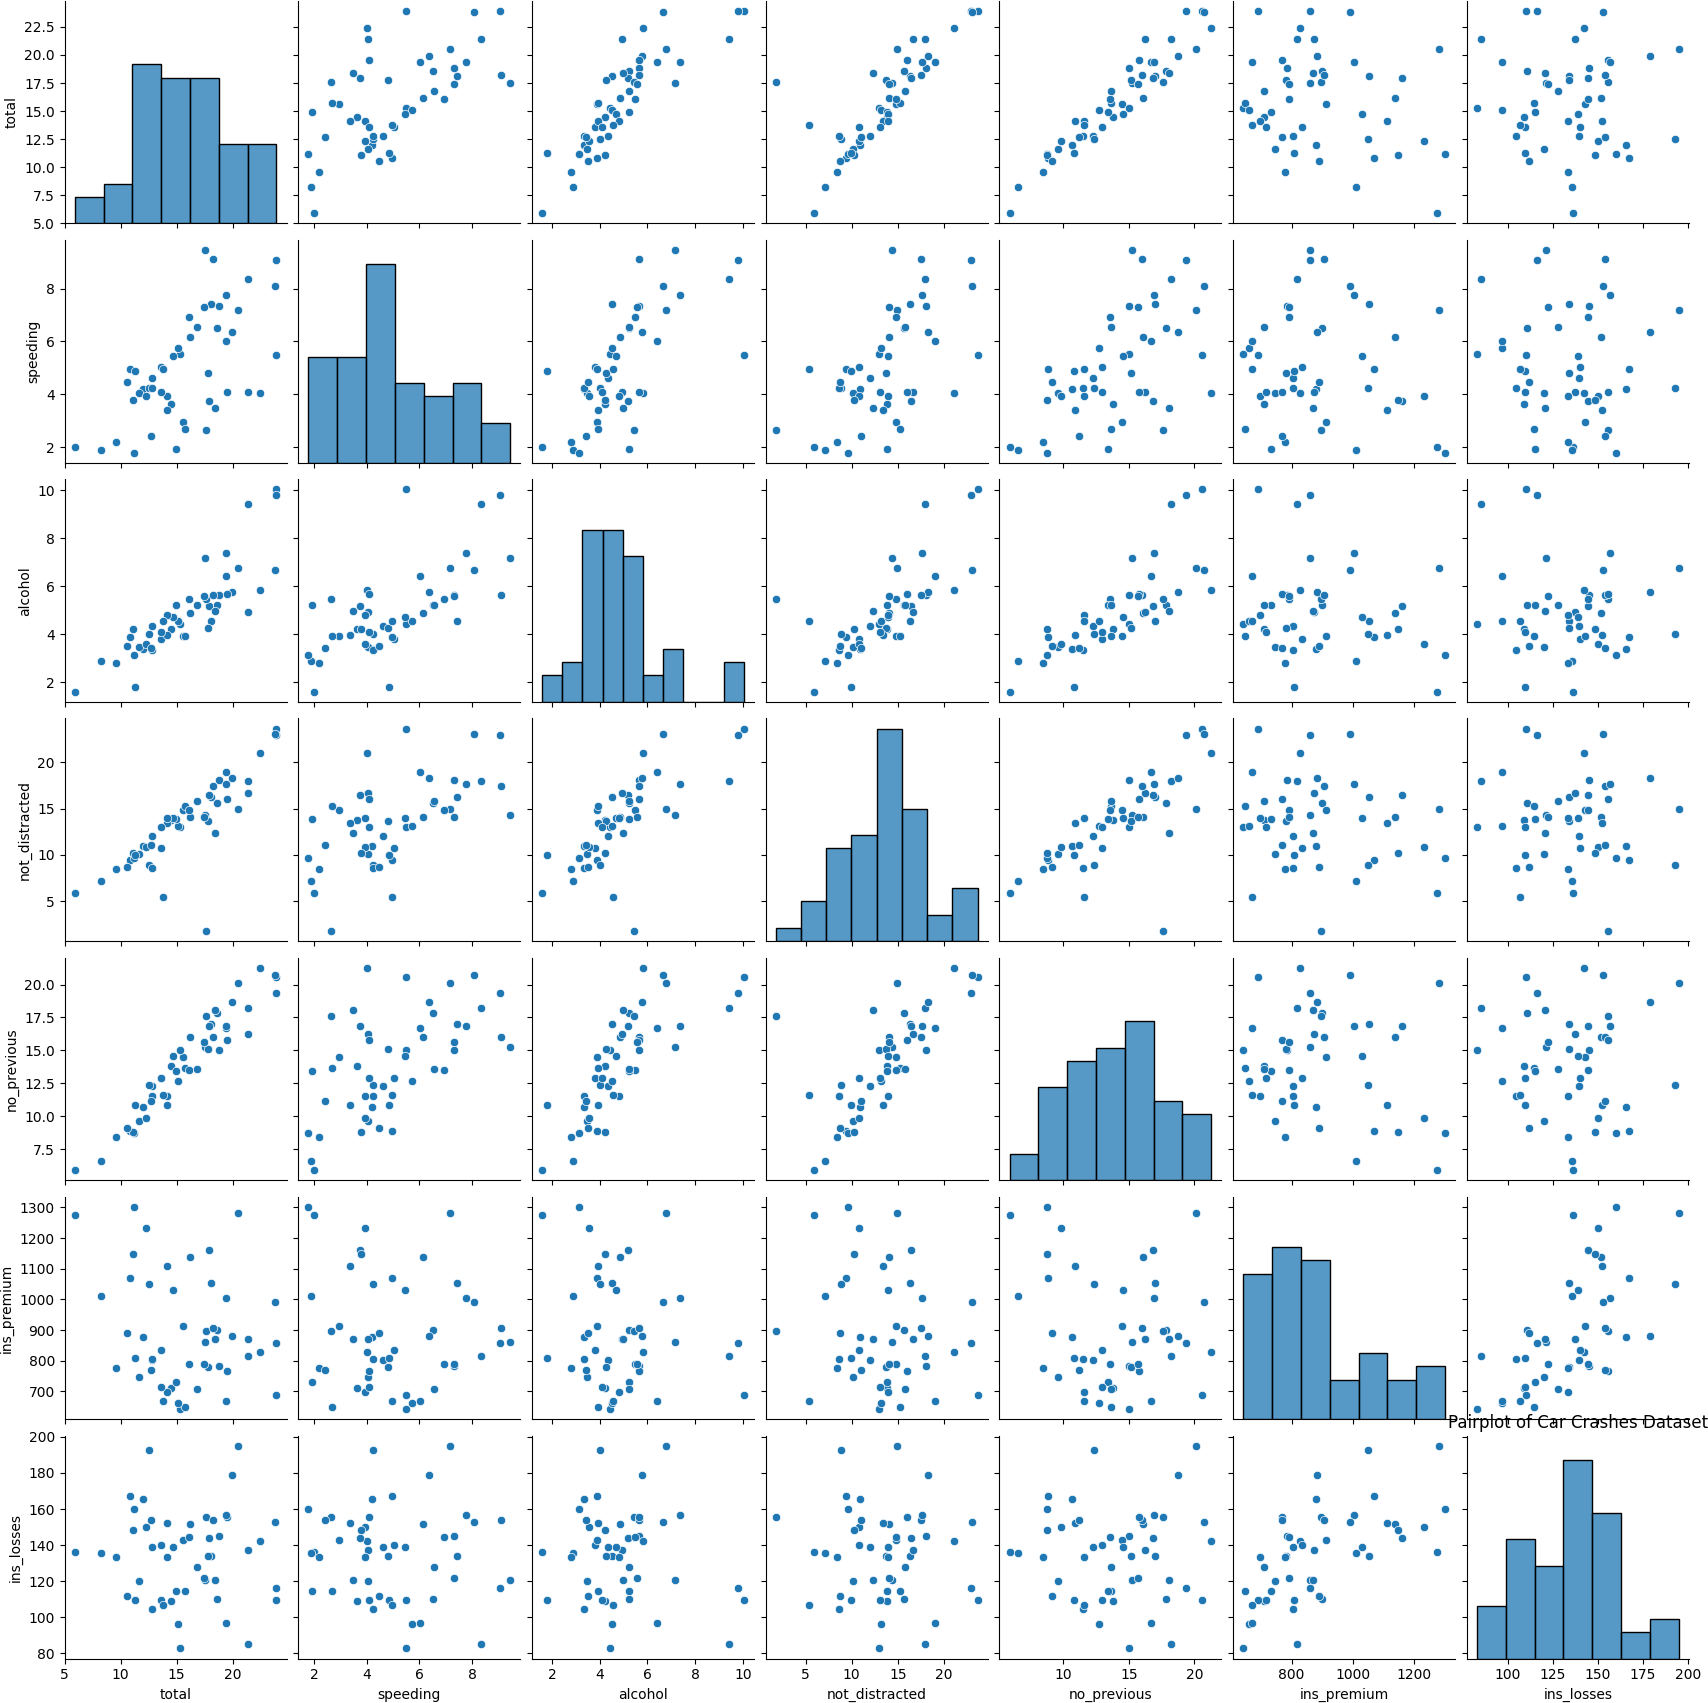 22.5
20.0
17.5
15.0
12.5
10.0
7.5
5.0
total
8
6
4
2
speeding
10
8
6
4
2
alcohol
20
15
10
5
not_distracted
20.0
17.5
15.0
12.5
10.0
7.5
no_previous
1300
1200
1100
1000
900
800
700
ins_premium
Pairplot of Car Crashes Dataset
200
180
160
140
120
100
80
ins_losses
5 10 15 20
2 4 6 8
2 4 6 8 10
5 10 15 20
10 15 20
800 1000 1200
100 125 150 175 200
total
speeding
alcohol
not_distracted
no_previous
ins_premium
ins_losses